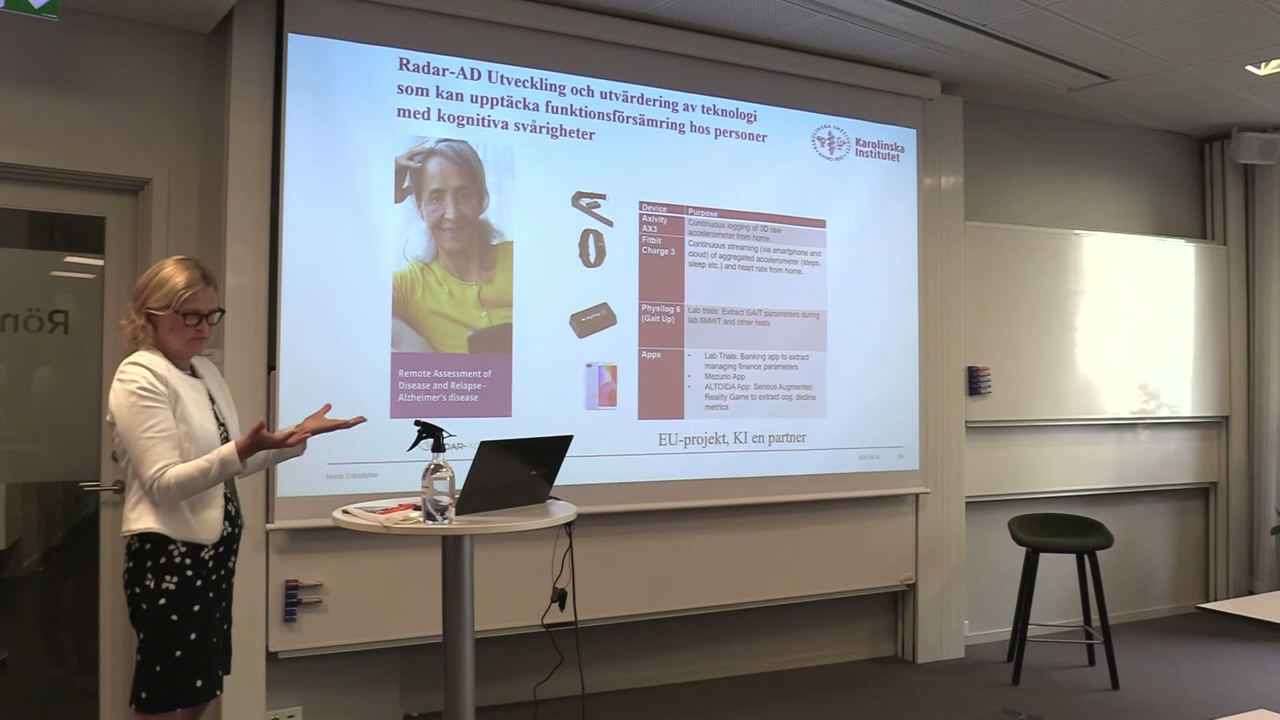 Radar-AD Utveckling och utvärdering av teknologi
som kan upptäcka funktionsförsämring hos personer
med kognitiva svårigheter
Karolinska
Institutet
Device Purpose
Axivity
AX3
Continuous logging of 3D raw
accelerometer from home.
Fitbit
Charge 3
Continuous streaming (via smartphone and
cloud) of aggregated accelerometer (steps,
sleep etc.) and heart rate from home.
Physilog 6
(Gait Up)
Lab trials: Extract GAIT parameters during
lab 6MWT and other tests
Apps
• Lab Trials: Banking app to extract
managing finance parameters
• Mezurio App
• ALTOIDA App: Serious Augmented
Reality Game to extract cog. decline
metrics
Remote Assessment of
Disease and Relapse -
Alzheimer's disease
EU-projekt, KI en partner
Rön